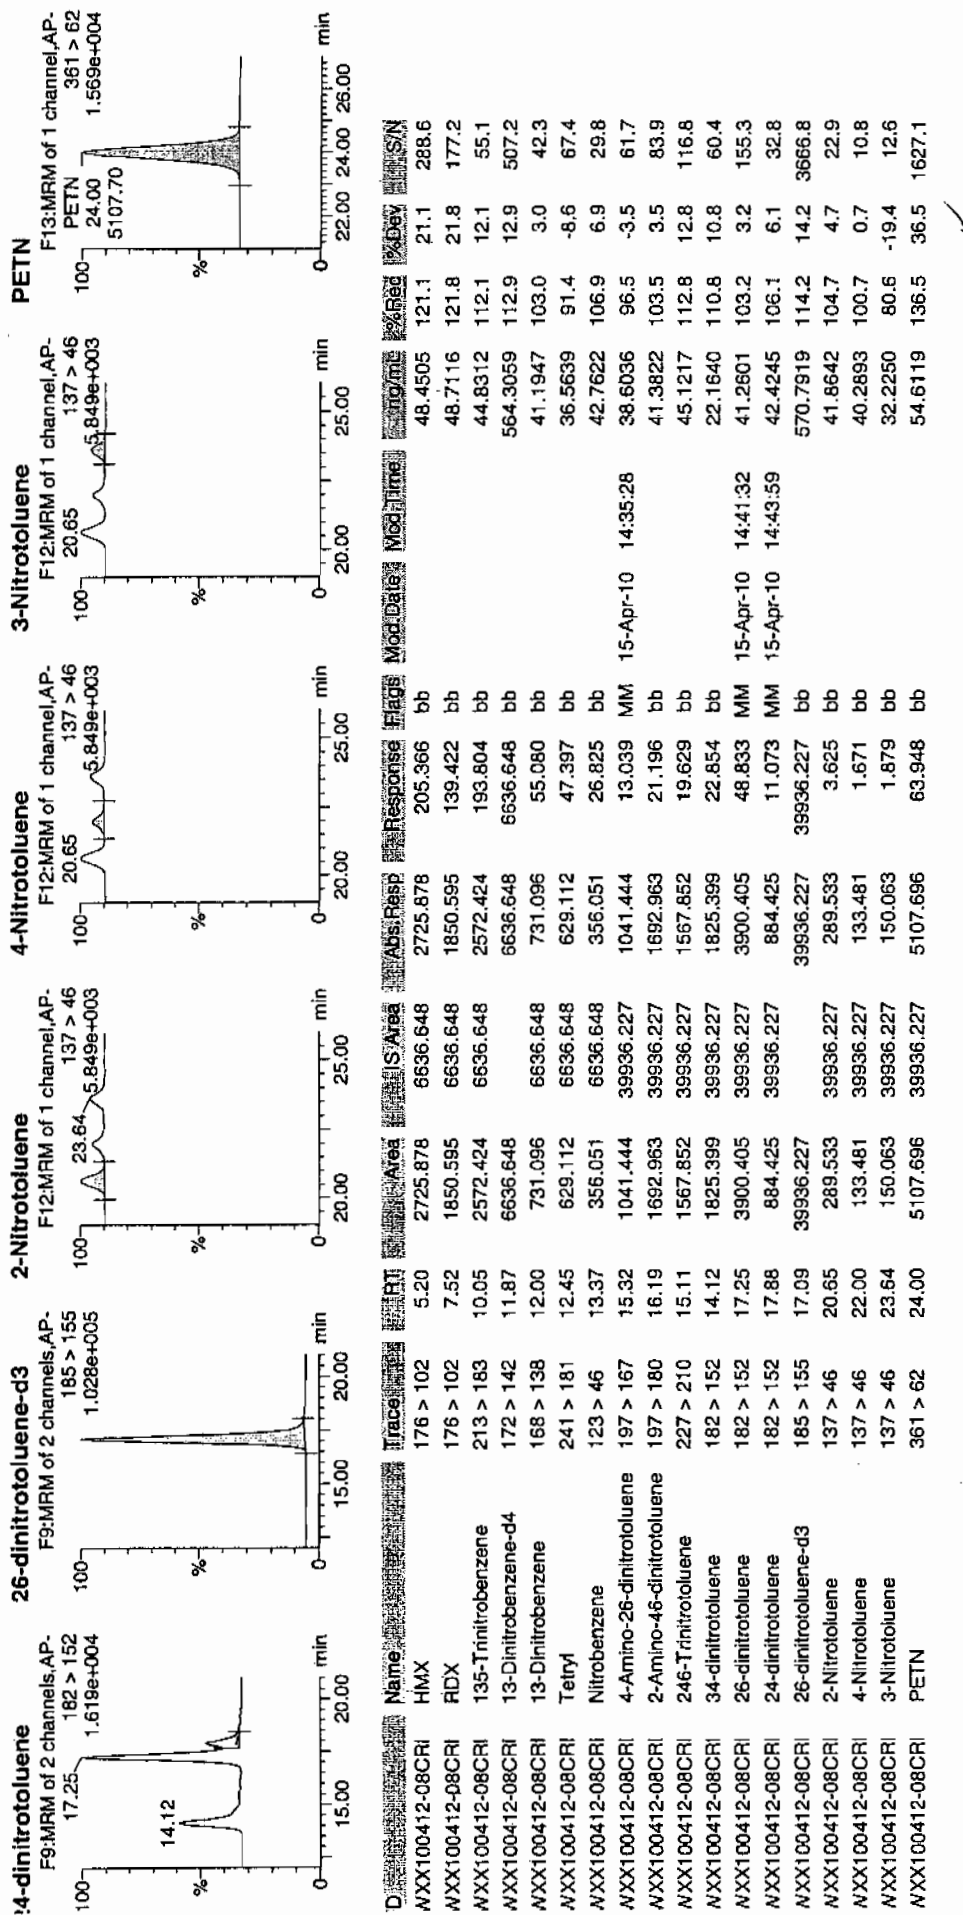 !4-dinitrotoluene
F9:MRM of 2 channels,AP-
17.25 182 > 152
1.619e+004
100
14.12
%
0
15.00 20.00 min
26-dinitrotoluene-d3
F9:MRM of 2 channels,AP-
185 > 155
1.028e+005
100
%
0
15.00 20.00 min
2-Nitrotoluene
F12:MRM of 1 channel,AP-
137 > 46
23.64 5.849e+003
100
%
0
20.00 25.00 min
4-Nitrotoluene
F12:MRM of 1 channel,AP-
20.65 137 > 46
5.849e+003
100
%
0
20.00 25.00 min
3-Nitrotoluene
F12:MRM of 1 channel,AP-
20.65 137 > 46
5.849e+003
100
%
0
20.00 25.00 min
PETN
F13:MRM of 1 channel,AP-
PETN 361 > 62
24.00 1.569e+004
5107.70
100
%
0
22.00 24.00 26.00 min
D Name Trace RT Area IS Area Abs.Resp Response Flags Mod.Date Mod.Time ng/mL %Rec %Dev S/N
WXX100412-08CRI HMX 176 > 102 5.20 2725.878 6636.648 2725.878 205.366 bb 48.4505 121.1 21.1 288.6
WXX100412-08CRI RDX 176 > 102 7.52 1850.595 6636.648 1850.595 139.422 bb 48.7116 121.8 21.8 177.2
WXX100412-08CRI 135-Trinitrobenzene 213 > 183 10.05 2572.424 6636.648 2572.424 193.804 bb 44.8312 112.1 12.1 55.1
WXX100412-08CRI 13-Dinitrobenzene-d4 172 > 142 11.87 6636.648 6636.648 6636.648 bb 564.3059 112.9 12.9 507.2
WXX100412-08CRI 13-Dinitrobenzene 168 > 138 12.00 731.096 6636.648 731.096 55.080 bb 41.1947 103.0 3.0 42.3
WXX100412-08CRI Tetryl 241 > 181 12.45 629.112 6636.648 629.112 47.397 bb 36.5639 91.4 -8.6 67.4
WXX100412-08CRI Nitrobenzene 123 > 46 13.37 356.051 6636.648 356.051 26.825 bb 42.7622 106.9 6.9 29.8
WXX100412-08CRI 4-Amino-26-dinitrotoluene 197 > 167 15.32 1041.444 39936.227 1041.444 13.039 MM 15-Apr-10 14:35:28 38.6036 96.5 -3.5 61.7
WXX100412-08CRI 2-Amino-46-dinitrotoluene 197 > 180 16.19 1692.963 39936.227 1692.963 21.196 bb 41.3822 103.5 3.5 83.9
WXX100412-08CRI 246-Trinitrotoluene 227 > 210 15.11 1567.852 39936.227 1567.852 19.629 bb 45.1217 112.8 12.8 116.8
WXX100412-08CRI 34-dinitrotoluene 182 > 152 14.12 1825.399 39936.227 1825.399 22.854 bb 22.1640 110.8 10.8 60.4
WXX100412-08CRI 26-dinitrotoluene 182 > 152 17.25 3900.405 39936.227 3900.405 48.833 MM 15-Apr-10 14:41:32 41.2601 103.2 3.2 155.3
WXX100412-08CRI 24-dinitrotoluene 182 > 152 17.88 884.425 39936.227 884.425 11.073 MM 15-Apr-10 14:43:59 42.4245 106.1 6.1 32.8
WXX100412-08CRI 26-dinitrotoluene-d3 185 > 155 17.09 39936.227 39936.227 39936.227 bb 570.7919 114.2 14.2 3666.8
WXX100412-08CRI 2-Nitrotoluene 137 > 46 20.65 289.533 39936.227 289.533 3.625 bb 41.8642 104.7 4.7 22.9
WXX100412-08CRI 4-Nitrotoluene 137 > 46 22.00 133.481 39936.227 133.481 1.671 bb 40.2893 100.7 0.7 10.8
WXX100412-08CRI 3-Nitrotoluene 137 > 46 23.64 150.063 39936.227 150.063 1.879 bb 32.2250 80.6 -19.4 12.6
WXX100412-08CRI PETN 361 > 62 24.00 5107.696 39936.227 5107.696 63.948 bb 54.6119 136.5 36.5 1627.1